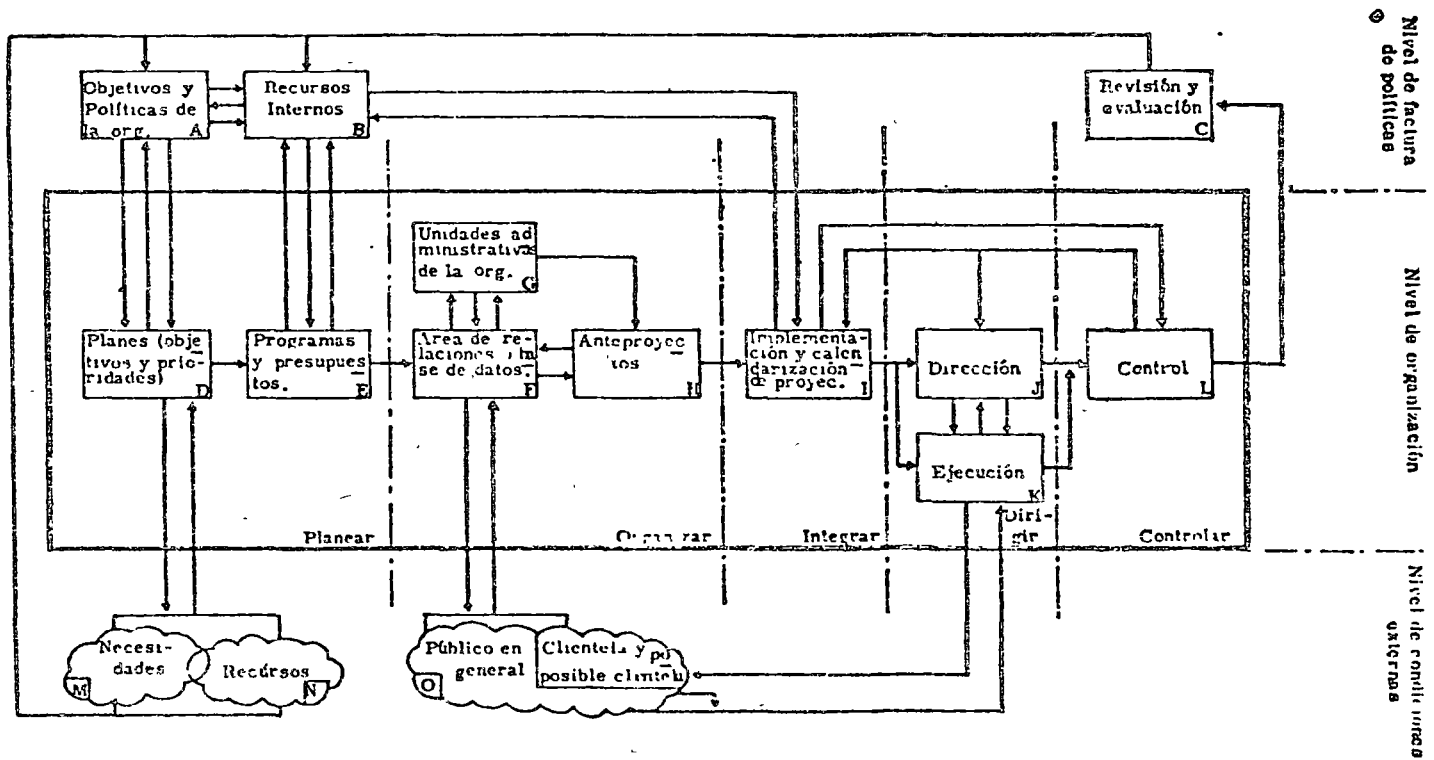 Nivel de factura
de políticas
Objetivos y
Políticas de
la org. A
Recursos
Internos
B
Revisión y
evaluación
C
Nivel de organización
Unidades ad
ministrativas
de la org.
G
Planes (obje
tivos y prio-
ridades)
D
Programas
y presupues
tos.
E
Area de re-
laciones
se de datos.
F
Anteproyec
tos
H
Implementa-
ción y calen
darización
de proyec.
I
Dirección
J
Control
L
Ejecución
K
Planear
Integrar
Diri-
gir
Controlar
Nivel de
externas
Necesi-
dades
M
Recursos
N
Público en
general
O
Clientela y po
posible